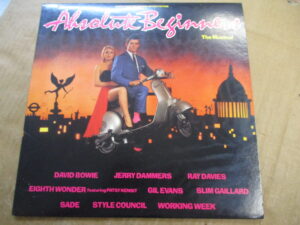 Absolute Beginners
The Musical
DAVID BOWIE JERRY DAMMERS RAY DAVIES
EIGHTH WONDER featuring PATSY KENSIT GIL EVANS SLIM GAILLARD
SADE STYLE COUNCIL WORKING WEEK